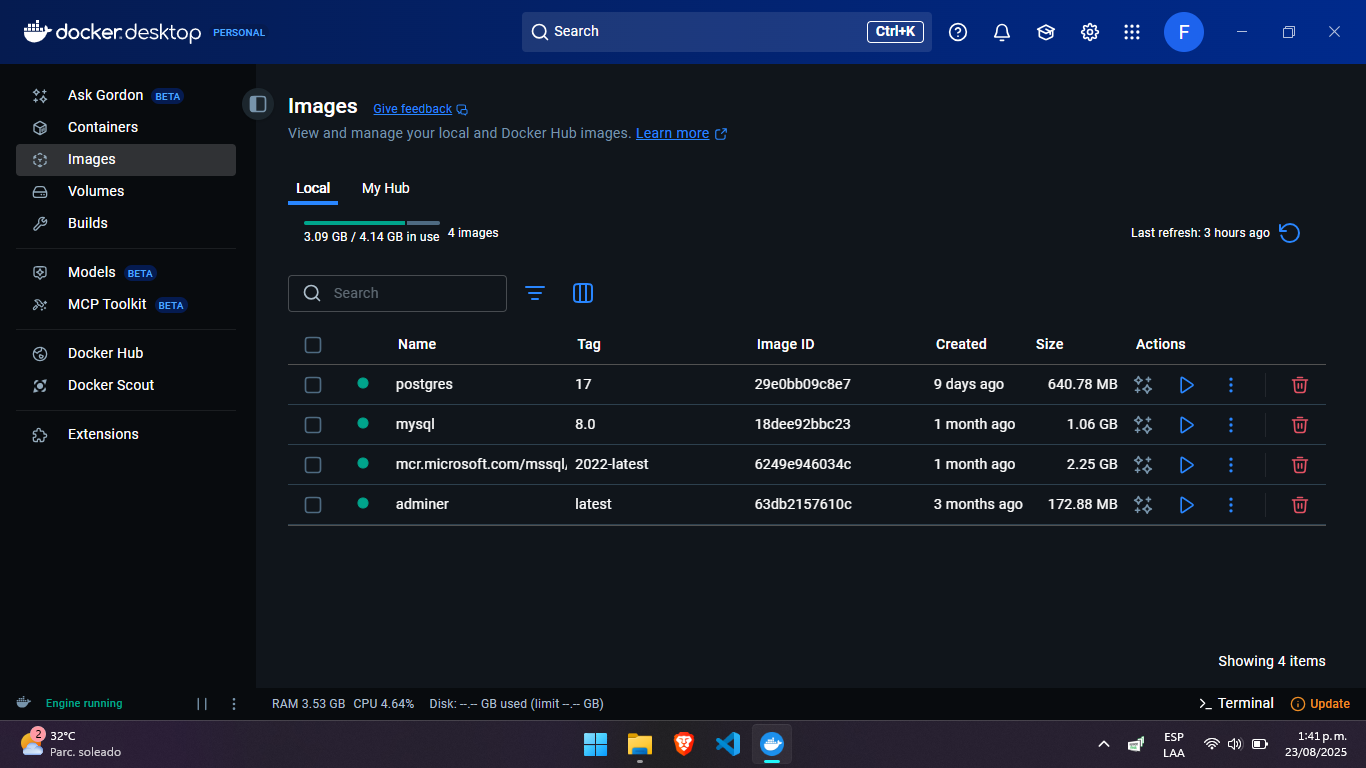 docker.desktop PERSONAL
Search Ctrl+K
F
Ask Gordon BETA
Containers
Images
Volumes
Builds
Models BETA
MCP Toolkit BETA
Docker Hub
Docker Scout
Extensions
Images Give feedback
View and manage your local and Docker Hub images. Learn more
Local My Hub
3.09 GB / 4.14 GB in use 4 images
Last refresh: 3 hours ago
Search
Name Tag Image ID Created Size Actions
postgres 17 29e0bb09c8e7 9 days ago 640.78 MB
mysql 8.0 18dee92bbc23 1 month ago 1.06 GB
mcr.microsoft.com/mssql/ 2022-latest 6249e946034c 1 month ago 2.25 GB
adminer latest 63db2157610c 3 months ago 172.88 MB
Showing 4 items
Engine running
RAM 3.53 GB CPU 4.64% Disk: --.-- GB used (limit --.-- GB)
Terminal Update
2
32°C
Parc. soleado
ESP
LAA
1:41 p. m.
23/08/2025